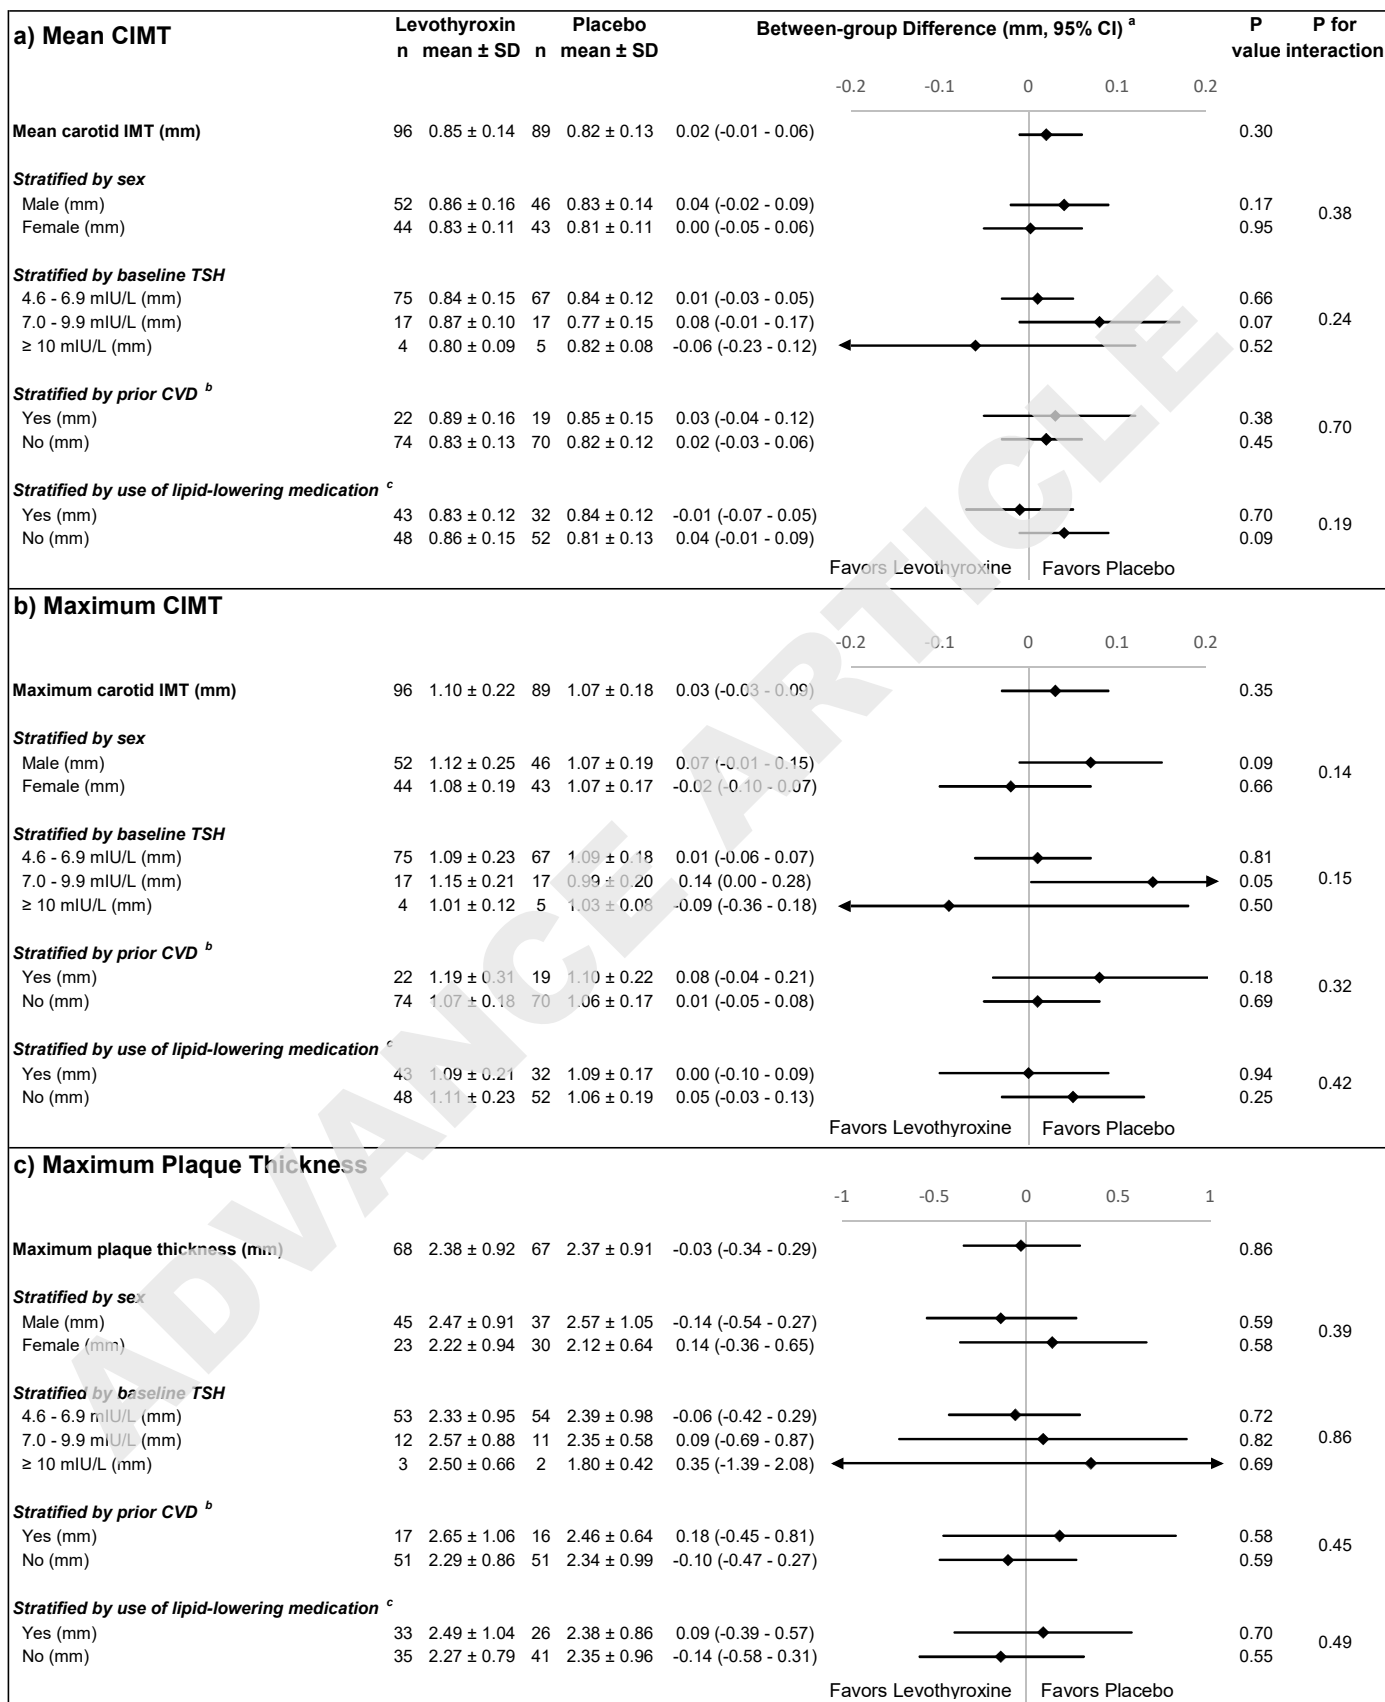 a) Mean CIMT
Levothyroxin Placebo Between-group Difference (mm, 95% CI) a P P for
n mean ± SD n mean ± SD value interaction
-0.2 -0.1 0 0.1 0.2
Mean carotid IMT (mm) 96 0.85 ± 0.14 89 0.82 ± 0.13 0.02 (-0.01 - 0.06) 0.30
Stratified by sex
Male (mm) 52 0.86 ± 0.16 46 0.83 ± 0.14 0.04 (-0.02 - 0.09) 0.17
0.38
Female (mm) 44 0.83 ± 0.11 43 0.81 ± 0.11 0.00 (-0.05 - 0.06) 0.95
Stratified by baseline TSH
4.6 - 6.9 mIU/L (mm) 75 0.84 ± 0.15 67 0.84 ± 0.12 0.01 (-0.03 - 0.05) 0.66
7.0 - 9.9 mIU/L (mm) 17 0.87 ± 0.10 17 0.77 ± 0.15 0.08 (-0.01 - 0.17) 0.07 0.24
≥ 10 mIU/L (mm) 4 0.80 ± 0.09 5 0.82 ± 0.08 -0.06 (-0.23 - 0.12) 0.52
Stratified by prior CVD b
Yes (mm) 22 0.89 ± 0.16 19 0.85 ± 0.15 0.03 (-0.04 - 0.12) 0.38
0.70
No (mm) 74 0.83 ± 0.13 70 0.82 ± 0.12 0.02 (-0.03 - 0.06) 0.45
Stratified by use of lipid-lowering medication c
Yes (mm) 43 0.83 ± 0.12 32 0.84 ± 0.12 -0.01 (-0.07 - 0.05) 0.70
0.19
No (mm) 48 0.86 ± 0.15 52 0.81 ± 0.13 0.04 (-0.01 - 0.09) 0.09
Favors Levothyroxine Favors Placebo
b) Maximum CIMT
-0.2 -0.1 0 0.1 0.2
Maximum carotid IMT (mm) 96 1.10 ± 0.22 89 1.07 ± 0.18 0.03 (-0.03 - 0.09) 0.35
Stratified by sex
Male (mm) 52 1.12 ± 0.25 46 1.07 ± 0.19 0.07 (-0.01 - 0.15) 0.09
0.14
Female (mm) 44 1.08 ± 0.19 43 1.07 ± 0.17 -0.02 (-0.10 - 0.07) 0.66
Stratified by baseline TSH
4.6 - 6.9 mIU/L (mm) 75 1.09 ± 0.23 67 1.09 ± 0.18 0.01 (-0.06 - 0.07) 0.81
7.0 - 9.9 mIU/L (mm) 17 1.15 ± 0.21 17 0.99 ± 0.20 0.14 (0.00 - 0.28) 0.05 0.15
≥ 10 mIU/L (mm) 4 1.01 ± 0.12 5 1.03 ± 0.08 -0.09 (-0.36 - 0.18) 0.50
Stratified by prior CVD b
Yes (mm) 22 1.19 ± 0.31 19 1.10 ± 0.22 0.08 (-0.04 - 0.21) 0.18
0.32
No (mm) 74 1.07 ± 0.18 70 1.06 ± 0.17 0.01 (-0.05 - 0.08) 0.69
Stratified by use of lipid-lowering medication c
Yes (mm) 43 1.09 ± 0.21 32 1.09 ± 0.17 0.00 (-0.10 - 0.09) 0.94
0.42
No (mm) 48 1.11 ± 0.23 52 1.06 ± 0.19 0.05 (-0.03 - 0.13) 0.25
Favors Levothyroxine Favors Placebo
c) Maximum Plaque Thickness
-1 -0.5 0 0.5 1
Maximum plaque thickness (mm) 68 2.38 ± 0.92 67 2.37 ± 0.91 -0.03 (-0.34 - 0.29) 0.86
Stratified by sex
Male (mm) 45 2.47 ± 0.91 37 2.57 ± 1.05 -0.14 (-0.54 - 0.27) 0.59
0.39
Female (mm) 23 2.22 ± 0.94 30 2.12 ± 0.64 0.14 (-0.36 - 0.65) 0.58
Stratified by baseline TSH
4.6 - 6.9 mIU/L (mm) 53 2.33 ± 0.95 54 2.39 ± 0.98 -0.06 (-0.42 - 0.29) 0.72
7.0 - 9.9 mIU/L (mm) 12 2.57 ± 0.88 11 2.35 ± 0.58 0.09 (-0.69 - 0.87) 0.82 0.86
≥ 10 mIU/L (mm) 3 2.50 ± 0.66 2 1.80 ± 0.42 0.35 (-1.39 - 2.08) 0.69
Stratified by prior CVD b
Yes (mm) 17 2.65 ± 1.06 16 2.46 ± 0.64 0.18 (-0.45 - 0.81) 0.58
0.45
No (mm) 51 2.29 ± 0.86 51 2.34 ± 0.99 -0.10 (-0.47 - 0.27) 0.59
Stratified by use of lipid-lowering medication c
Yes (mm) 33 2.49 ± 1.04 26 2.38 ± 0.86 0.09 (-0.39 - 0.57) 0.70
0.49
No (mm) 35 2.27 ± 0.79 41 2.35 ± 0.96 -0.14 (-0.58 - 0.31) 0.55
Favors Levothyroxine Favors Placebo
ADVANCE ARTICLE